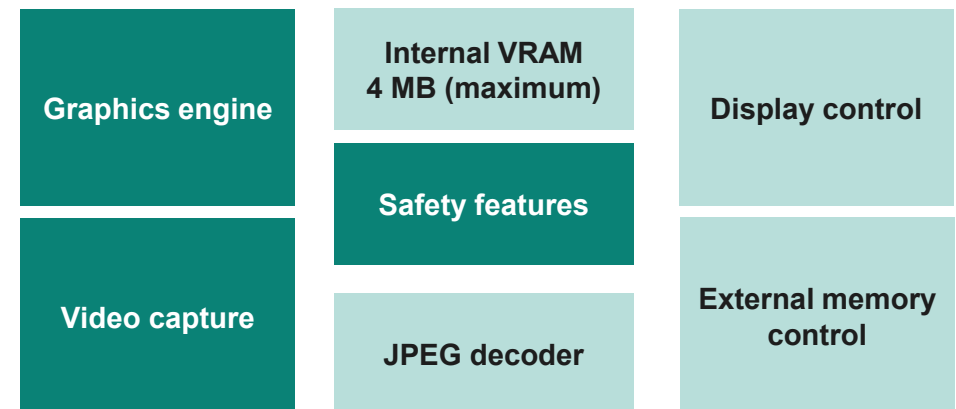 Graphics engine
Video capture
Internal VRAM
4 MB (maximum)
Safety features
JPEG decoder
Display control
External memory
control